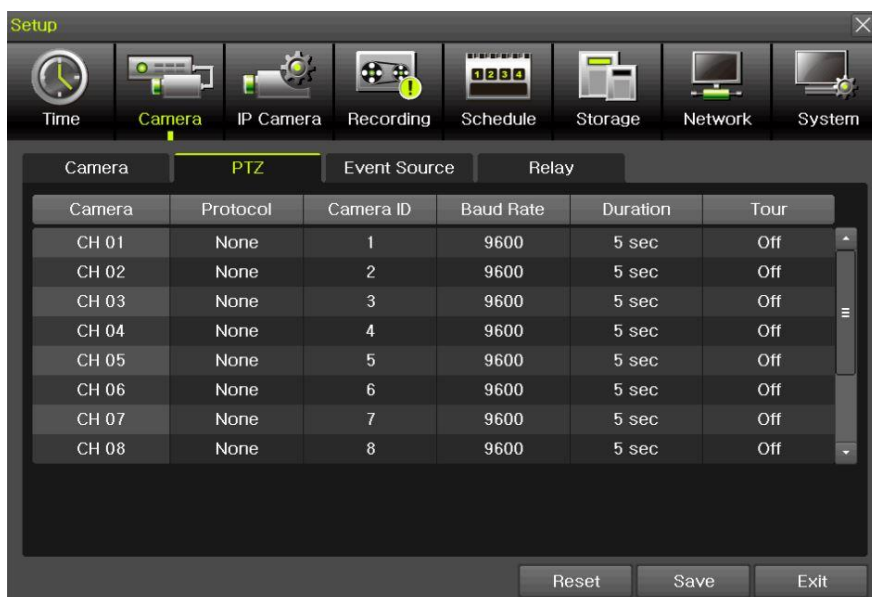 Setup
1 2 3 4
Time Camera IP Camera Recording Schedule Storage Network System
Camera PTZ Event Source Relay
Camera Protocol Camera ID Baud Rate Duration Tour
CH 01 None 1 9600 5 sec Off
CH 02 None 2 9600 5 sec Off
CH 03 None 3 9600 5 sec Off
CH 04 None 4 9600 5 sec Off
CH 05 None 5 9600 5 sec Off
CH 06 None 6 9600 5 sec Off
CH 07 None 7 9600 5 sec Off
CH 08 None 8 9600 5 sec Off
Reset Save Exit